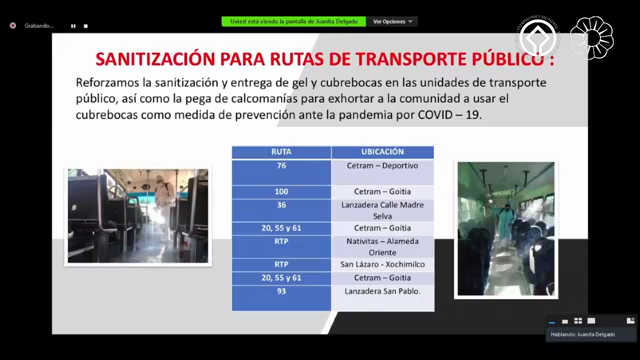 Grabando...
Usted está viendo la pantalla de Juanita Delgado
Ver Opciones
SANITIZACIÓN PARA RUTAS DE TRANSPORTE PÚBLICO :
Reforzamos la sanitización y entrega de gel y cubrebocas en las unidades de transporte
público, así como la pega de calcomanías para exhortar a la comunidad a usar el
cubrebocas como medida de prevención ante la pandemia por COVID – 19.
RUTA UBICACIÓN
76 Cetram – Deportivo
100 Cetram – Goitia
36 Lanzadera Calle Madre
Selva
20, 55 y 61 Cetram – Goitia
RTP Nativitas – Alameda
Oriente
RTP San Lázaro - Xochimilco
20, 55 y 61 Cetram – Goitia
93 Lanzadera San Pablo.
Hablando: Juanita Delgado